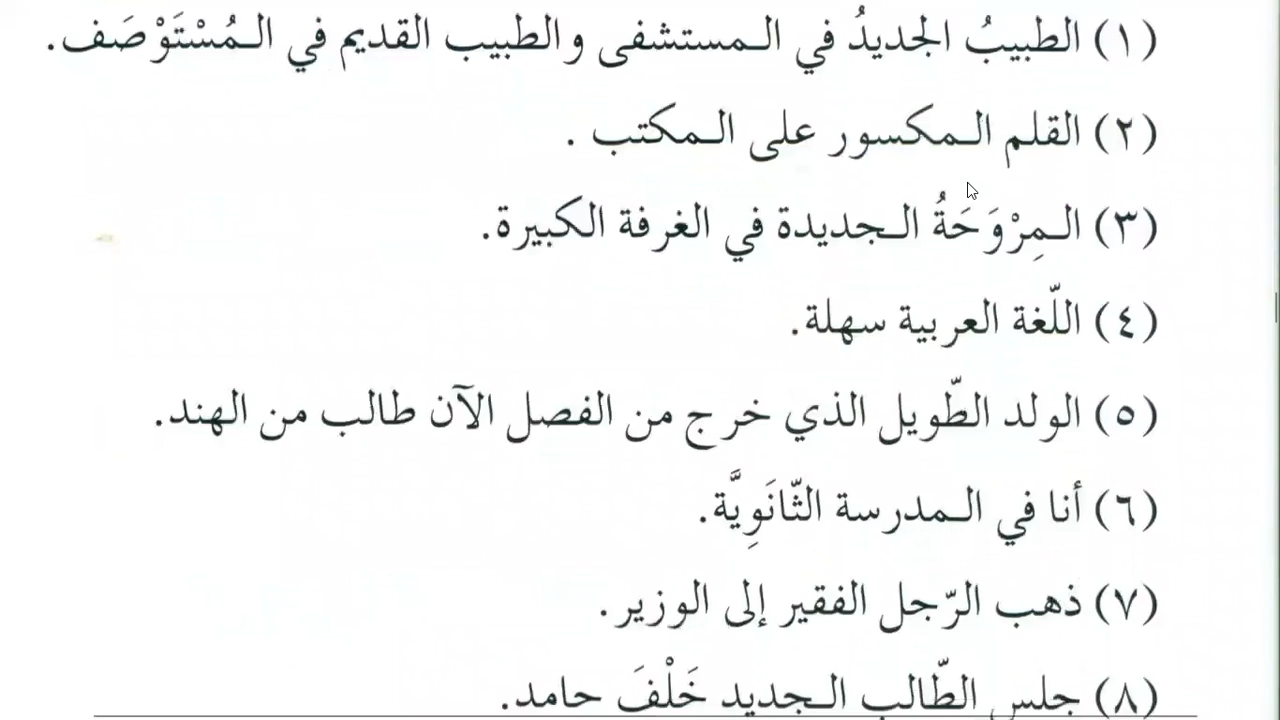 (١) الطبيبُ الجديدُ في المستشفى والطبيب القديم في المُسْتَوْصَف.
(٢) القلم المكسور على المكتب .
(٣) المِرْوَحَةُ الجديدة في الغرفة الكبيرة.
(٤) اللّغة العربية سهلة.
(٥) الولد الطّويل الذي خرج من الفصل الآن طالب من الهند.
(٦) أنا في المدرسة الثّانَوِيَّة.
(٧) ذهب الرّجل الفقير إلى الوزير.
(٨) جلس الطّالب الجديد خَلْفَ حامد.